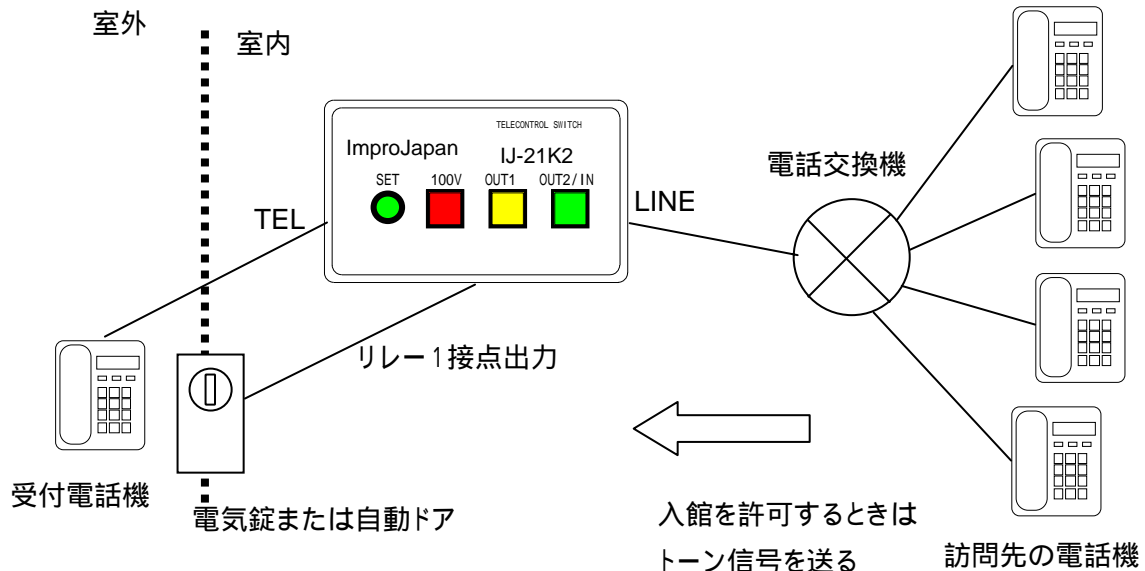 室外
室内
TELECONTROL SWITCH
ImproJapan
IJ-21K2
SET
100V
OUT1
OUT2/IN
TEL
LINE
電話交換機
リレー1接点出力
受付電話機
電気錠または自動ドア
入館を許可するときは
トーン信号を送る
訪問先の電話機